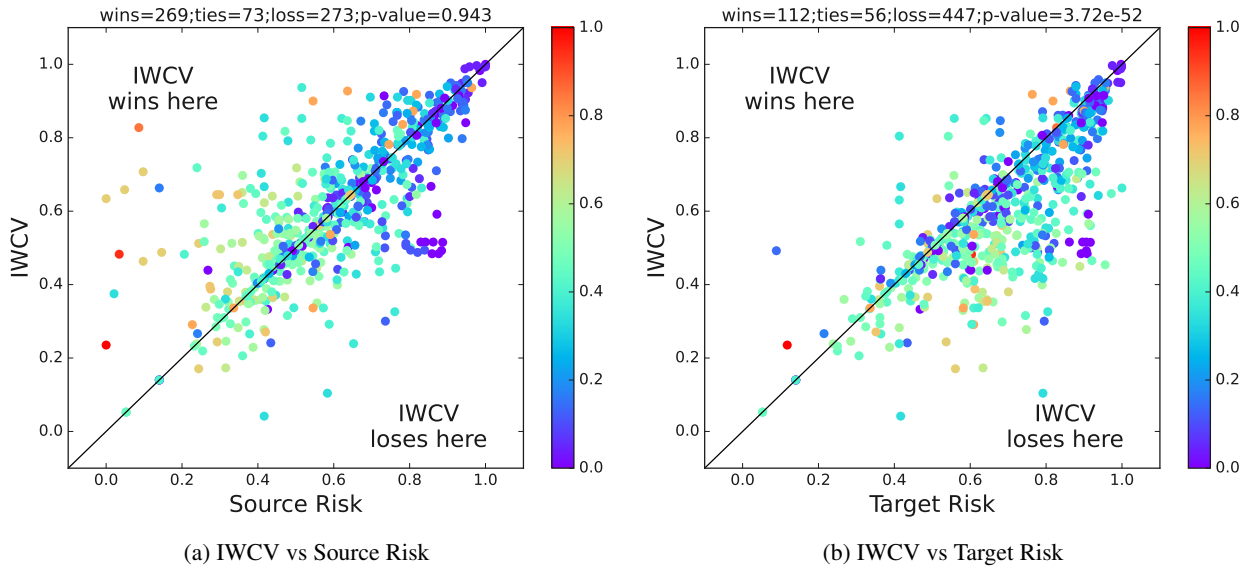 wins=269;ties=73;loss=273;p-value=0.943
IWCV
wins here
IWCV
loses here
1.0
0.8
0.6
0.4
0.2
0.0
IWCV
0.0 0.2 0.4 0.6 0.8 1.0
Source Risk
1.0
0.8
0.6
0.4
0.2
0.0
(a) IWCV vs Source Risk
wins=112;ties=56;loss=447;p-value=3.72e-52
IWCV
wins here
IWCV
loses here
1.0
0.8
0.6
0.4
0.2
0.0
IWCV
0.0 0.2 0.4 0.6 0.8 1.0
Target Risk
1.0
0.8
0.6
0.4
0.2
0.0
(b) IWCV vs Target Risk